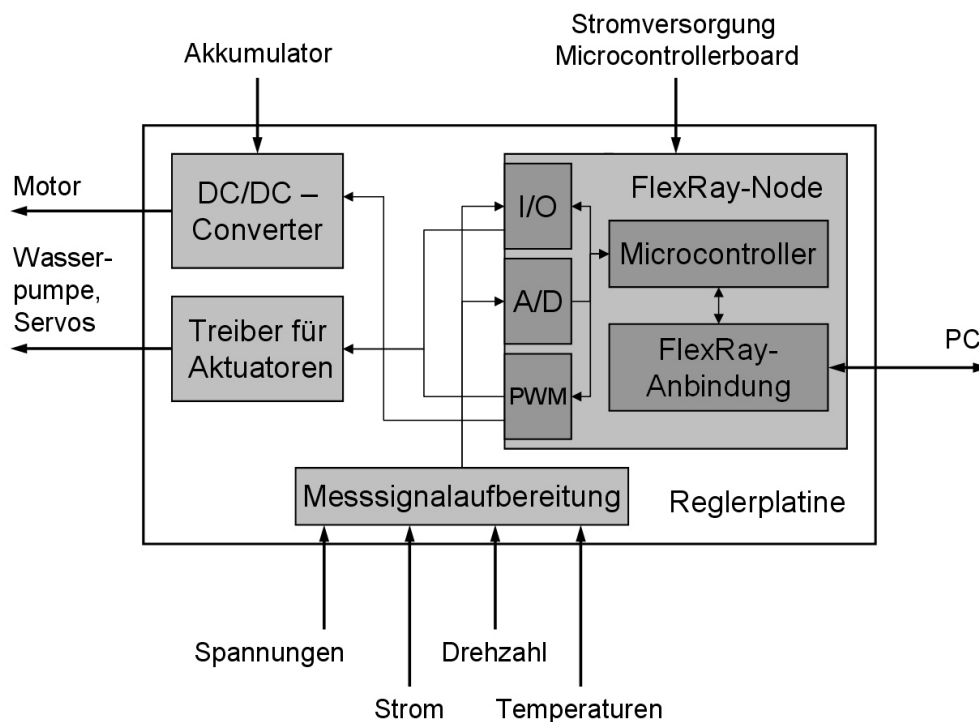 Akkumulator
Stromversorgung
Microcontrollerboard
Motor
DC/DC –
Converter
I/O
FlexRay-Node
Microcontroller
Wasser-
pumpe,
Servos
A/D
Treiber für
Aktuatoren
PWM
FlexRay-
Anbindung
PC
Messsignalaufbereitung
Reglerplatine
Spannungen
Drehzahl
Strom
Temperaturen